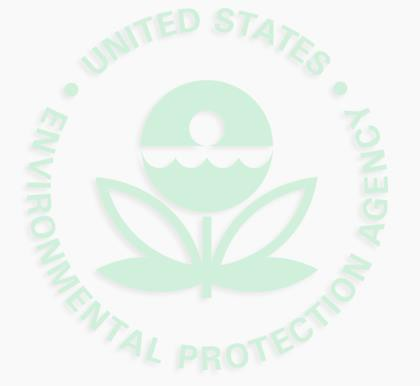 UNITED STATES
ENVIRONMENTAL PROTECTION AGENCY